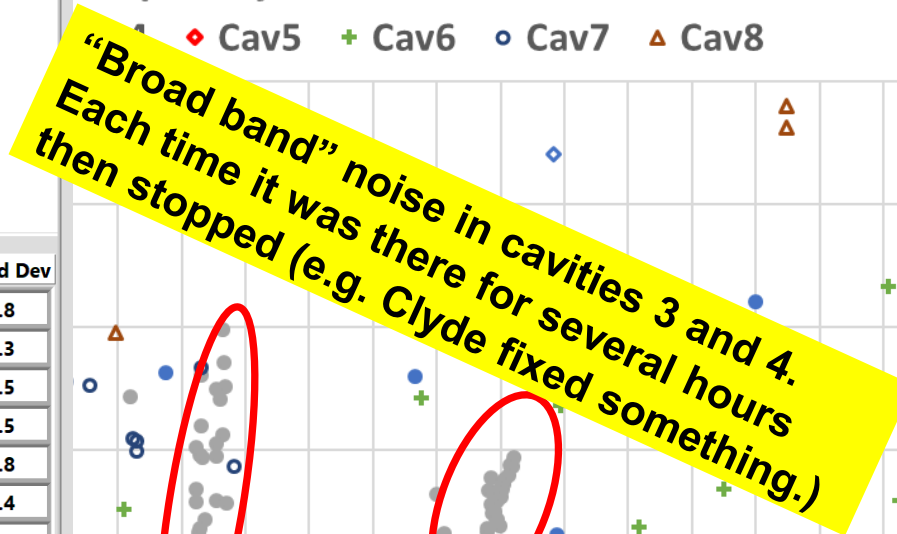 Cav5 Cav6 Cav7 Cav8
“Broad band” noise in cavities 3 and 4.
Each time it was there for several hours
then stopped (e.g. Clyde fixed something.)
d Dev
.8
.3
.5
.5
.8
.4